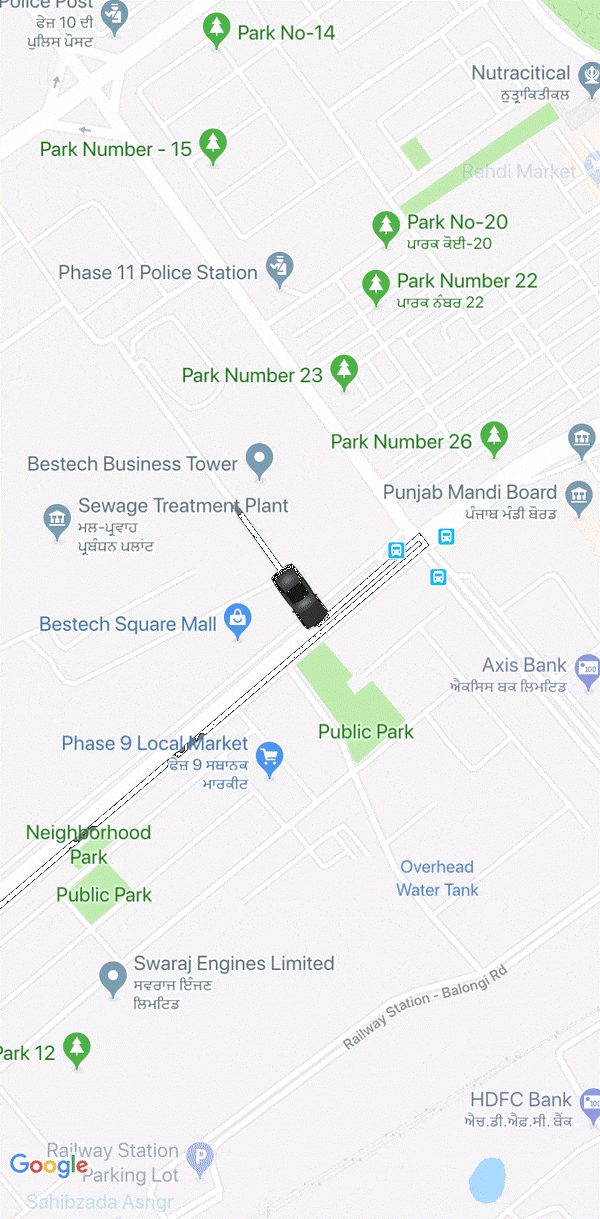 Police Post
ਫੇਜ਼ 10 ਦੀ
ਪੁਲਿਸ ਪੋਸਟ
Park No-14
Nutracitical
ਨੁਤ੍ਰਾਕਿਤੀਕਲ
Park Number - 15
Rehdi Market
Park No-20
ਪਾਰਕ ਕੋਈ-20
Phase 11 Police Station
Park Number 22
ਪਾਰਕ ਨੰਬਰ 22
Park Number 23
Park Number 26
Bestech Business Tower
Punjab Mandi Board
ਪੰਜਾਬ ਮੰਡੀ ਬੋਰਡ
Sewage Treatment Plant
ਮਲ-ਪ੍ਰਵਾਹ
ਪ੍ਰਬੰਧਨ ਪਲਾਂਟ
Bestech Square Mall
Axis Bank
ਐਕਸਿਸ ਬਕ ਲਿਮਟਿਡ
100
Public Park
Phase 9 Local Market
ਫੇਜ਼ 9 ਸਥਾਨਕ
ਮਾਰਕੀਟ
Neighborhood
Park
Public Park
Overhead
Water Tank
Swaraj Engines Limited
ਸਵਰਾਜ ਇੰਜਣ
ਲਿਮਟਿਡ
Railway Station - Balongi Rd
Park 12
HDFC Bank
ਐਚ.ਡੀ.ਐਫ਼.ਸੀ. ਬੈਂਕ
100
Railway Station
Parking Lot
P
Google
Sahibzada Asngr